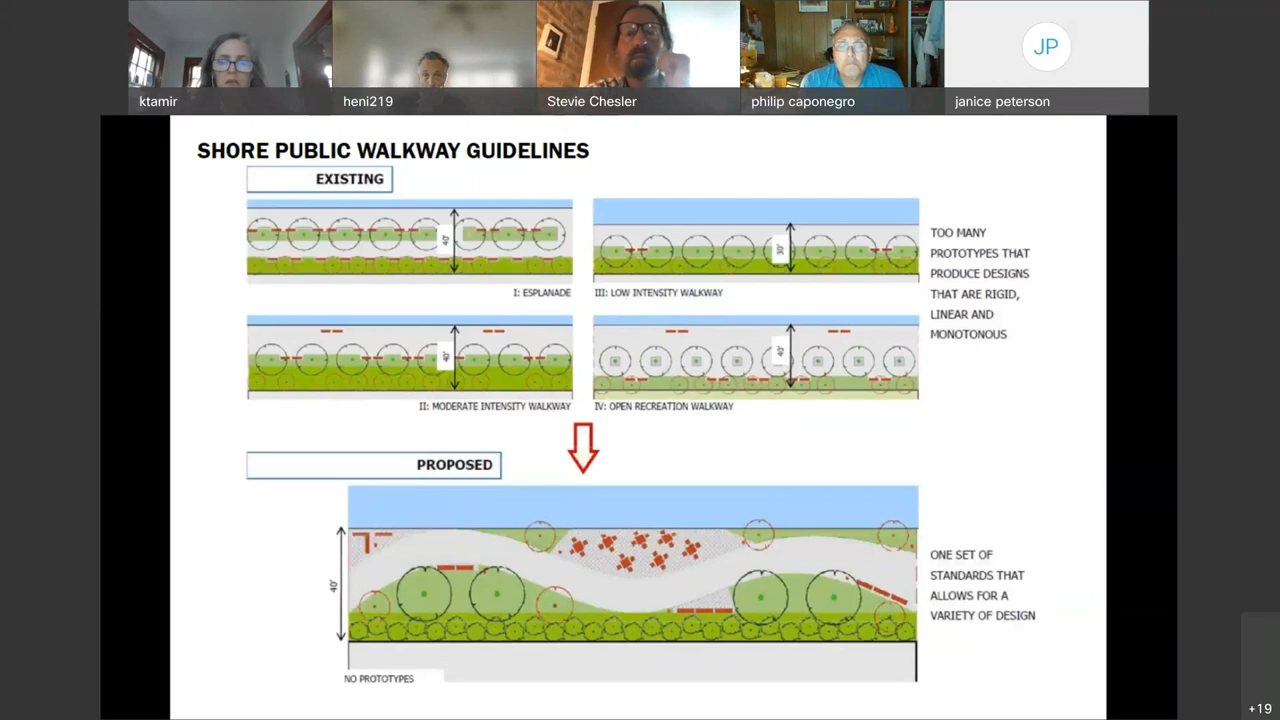 ktamir
heni219
Stevie Chesler
philip caponegro
JP
janice peterson
SHORE PUBLIC WALKWAY GUIDELINES
EXISTING
40'
I: ESPLANADE
30'
III: LOW INTENSITY WALKWAY
TOO MANY
PROTOTYPES THAT
PRODUCE DESIGNS
THAT ARE RIGID,
LINEAR AND
MONOTONOUS
40'
II: MODERATE INTENSITY WALKWAY
40'
IV: OPEN RECREATION WALKWAY
PROPOSED
40'
NO PROTOTYPES
ONE SET OF
STANDARDS THAT
ALLOWS FOR A
VARIETY OF DESIGN
+19